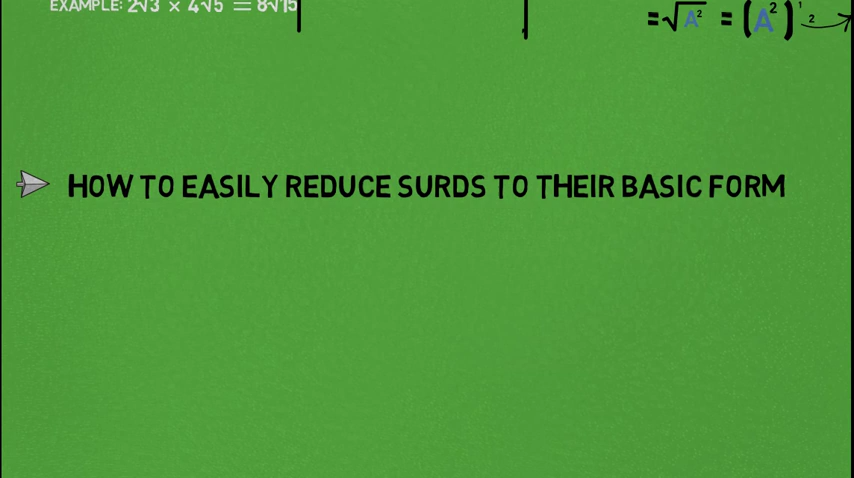 EXAMPLE: 2√3 × 4√5 = 8√15
= √A² = (A²)^1/2
HOW TO EASILY REDUCE SURDS TO THEIR BASIC FORM